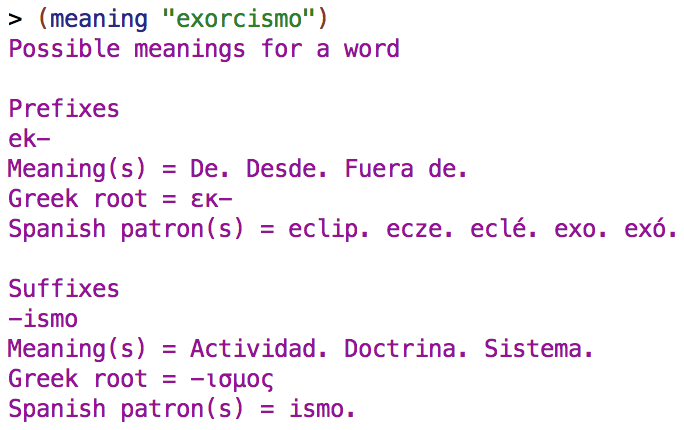 > (meaning "exorcismo")
Possible meanings for a word
Prefixes
ek-
Meaning(s) = De. Desde. Fuera de.
Greek root = εκ-
Spanish patron(s) = eclip. ecze. eclé. exo. exó.
Suffixes
-ismo
Meaning(s) = Actividad. Doctrina. Sistema.
Greek root = -ισμος
Spanish patron(s) = ismo.